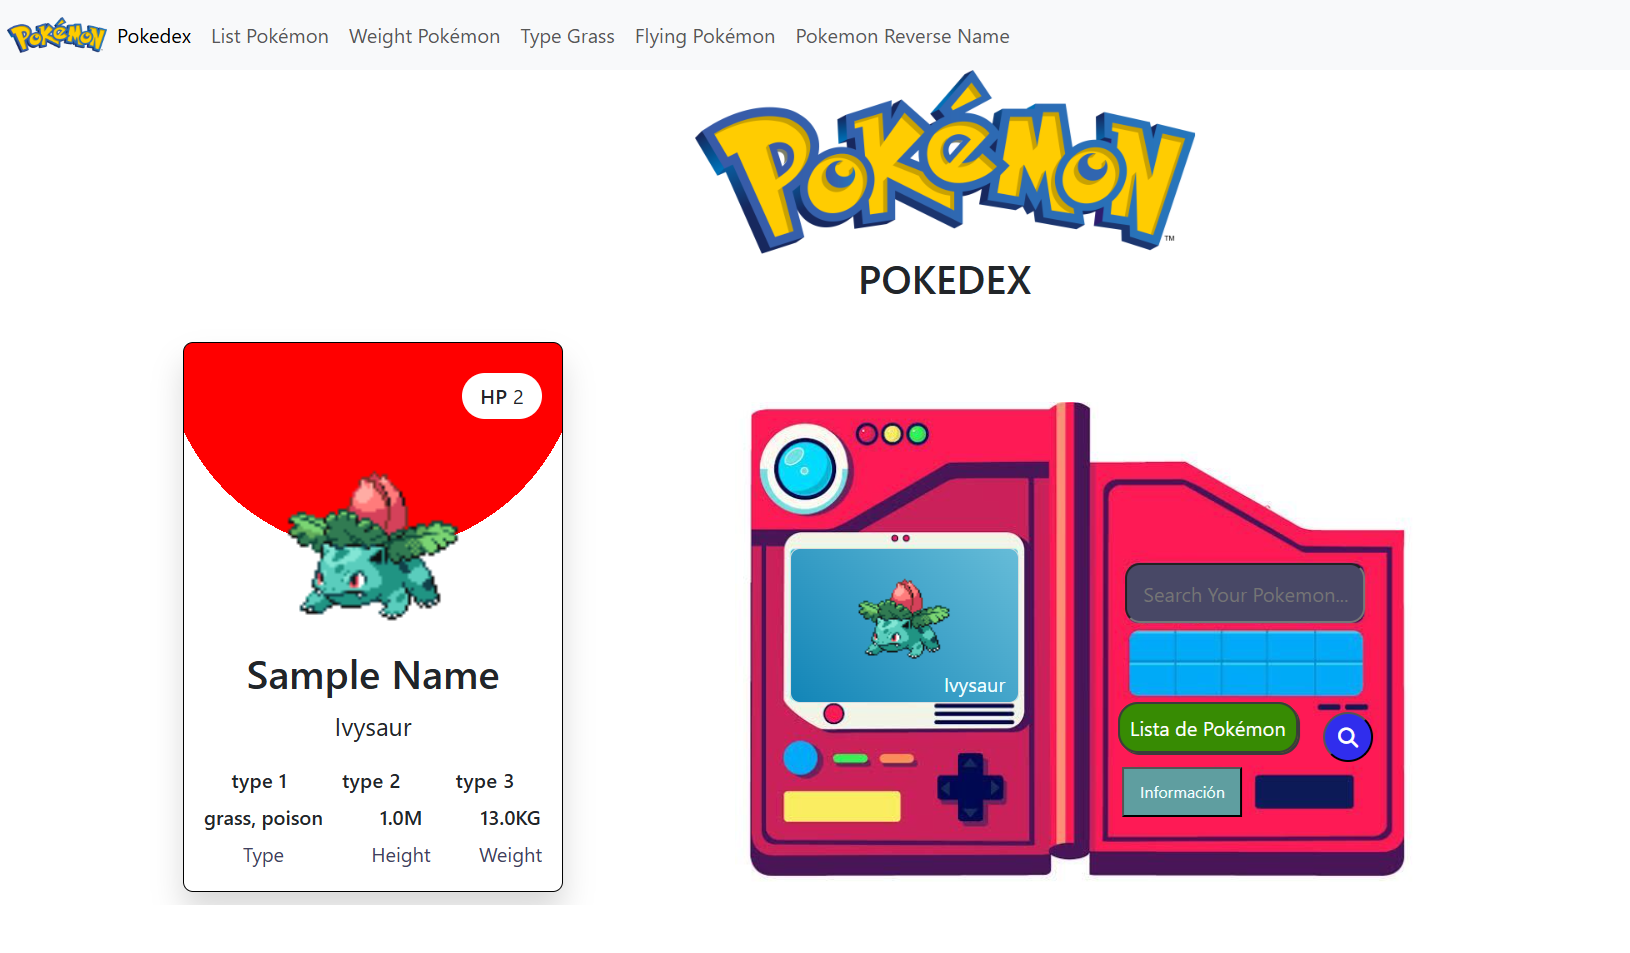 POKéMON Pokedex List Pokémon Weight Pokémon Type Grass Flying Pokémon Pokemon Reverse Name
POKéMON
TM
POKEDEX
HP 2
Sample Name
Ivysaur
type 1 type 2 type 3
grass, poison 1.0M 13.0KG
Type Height Weight
Ivysaur
Search Your Pokemon...
Lista de Pokémon
Información